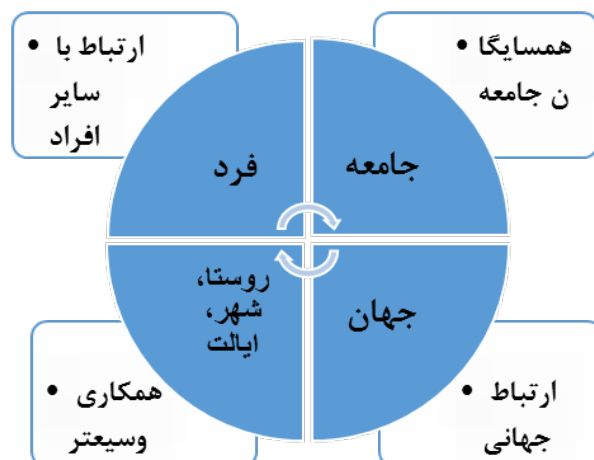 • همسایگا
ن جامعه
• ارتباط با
سایر
افراد
جامعه
فرد
روستا،
شهر،
ایالت
جهان
• ارتباط
جهانی
• همکاری
وسیعتر